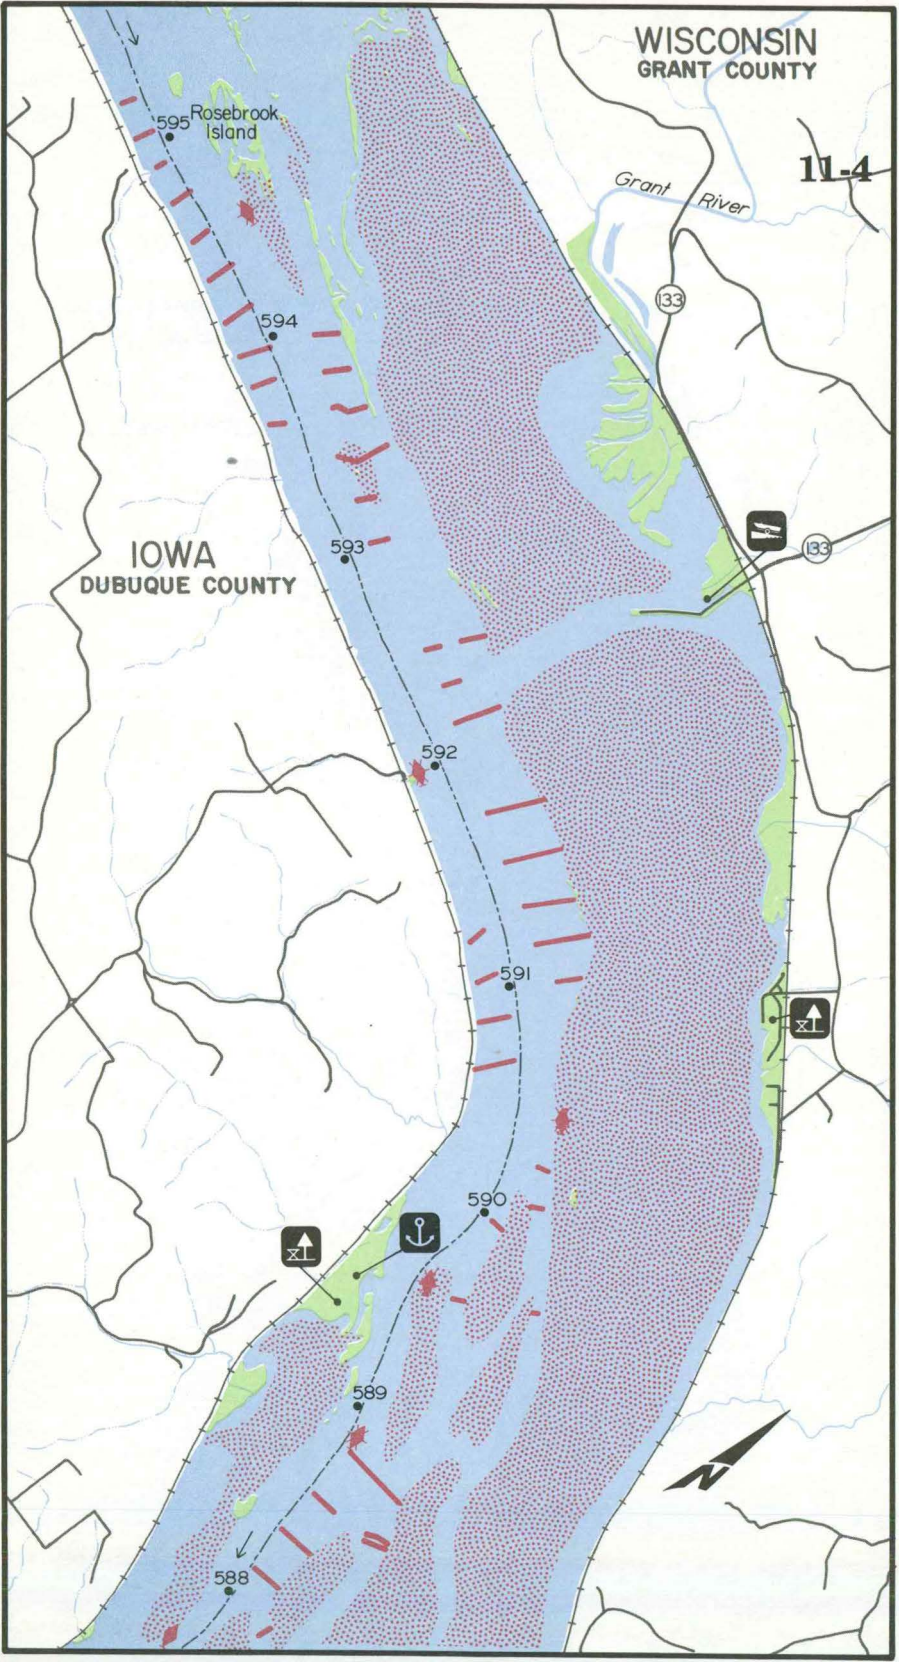 WISCONSIN
GRANT COUNTY
595
Rosebrook
Island
11-4
Grant River
133
594
593
IOWA
DUBUQUE COUNTY
133
592
591
590
589
N
588